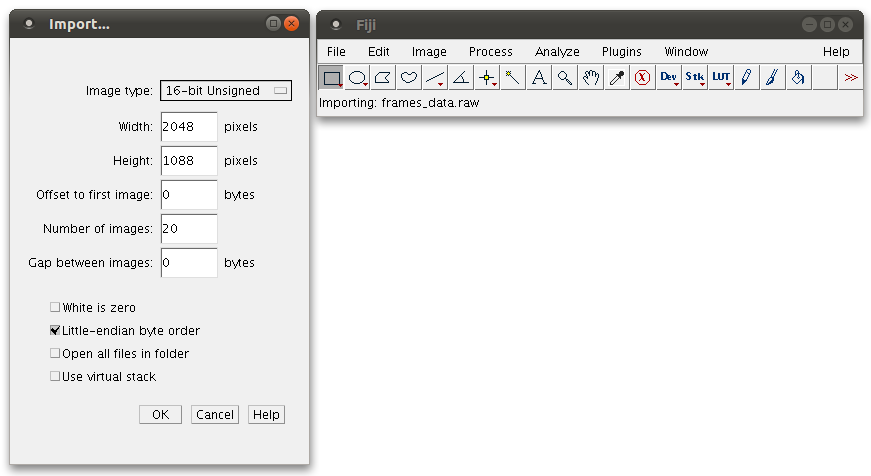 Import...
Image type: 16-bit Unsigned
Width: 2048 pixels
Height: 1088 pixels
Offset to first image: 0 bytes
Number of images: 20
Gap between images: 0 bytes
White is zero
Little-endian byte order
Open all files in folder
Use virtual stack
OK Cancel Help
Fiji
File Edit Image Process Analyze Plugins Window Help
A Dev Stk LUT >>
Importing: frames_data.raw